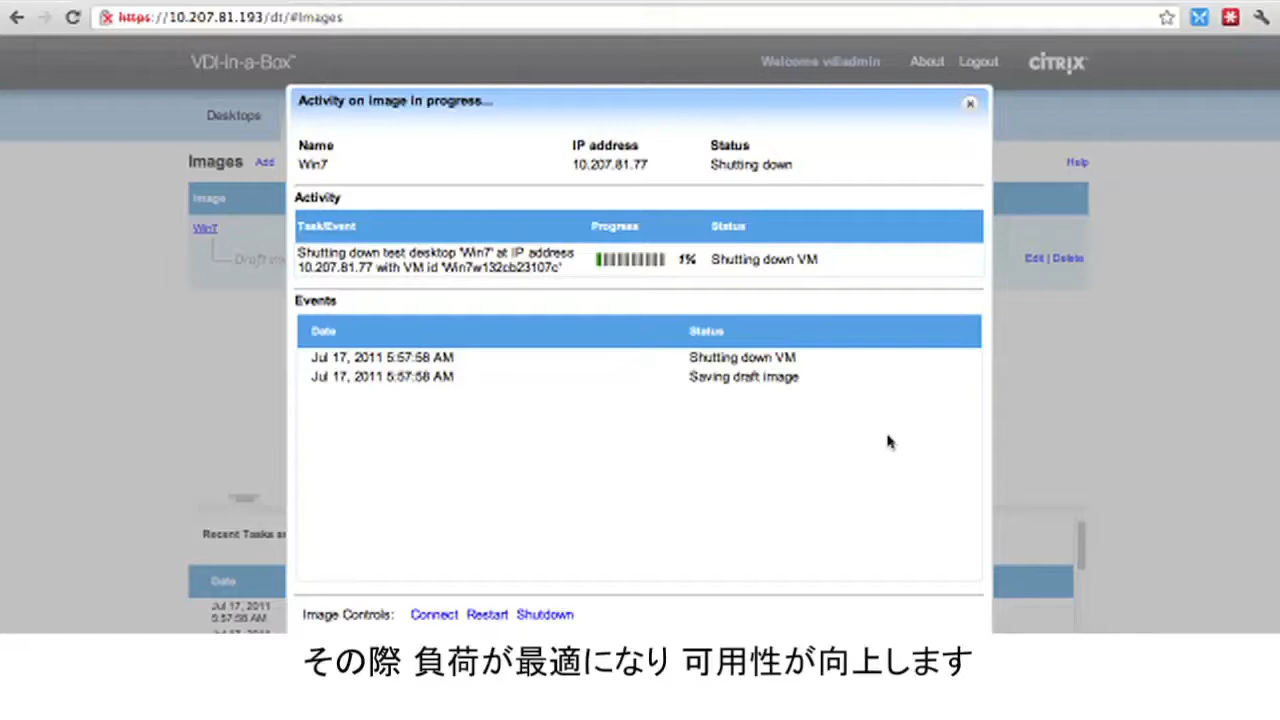 https://10.207.81.193/dt/#Images
VDI-in-a-Box™
Welcome vdiadmin About Logout CITRIX
Desktops
Activity on image in progress...
Name IP address Status
Win7 10.207.81.77 Shutting down
Images Add Help
Activity
Image
Task/Event Progress Status
Win7
Shutting down test desktop 'Win7' at IP address
10.207.81.77 with VM id 'Win7w132cb23107c' 1% Shutting down VM
Draft Edit | Delete
Events
Date Status
Jul 17, 2011 5:57:58 AM Shutting down VM
Jul 17, 2011 5:57:58 AM Saving draft image
Recent Tasks
Date
Jul 17, 2011
5:57:58 AM
Image Controls: Connect Restart Shutdown
その際 負荷が最適になり 可用性が向上します